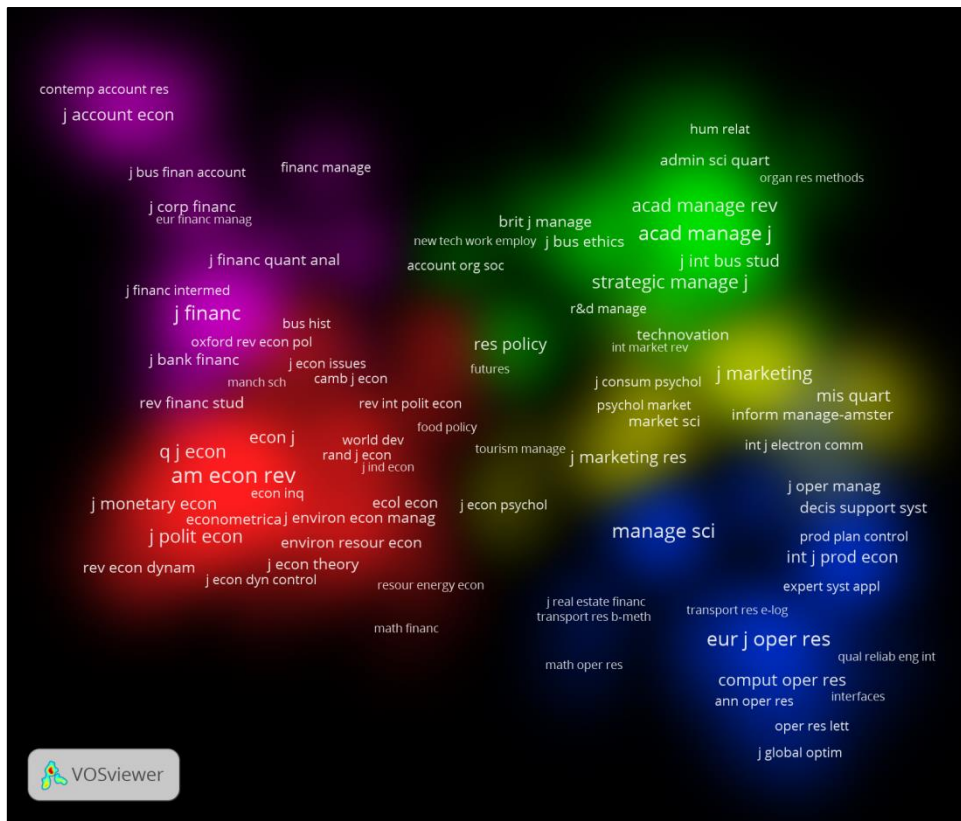 contemp account res
j account econ
hum relat
admin sci quart
j bus finan account
financ manage
organ res methods
j corp financ
eur financ manag
acad manage rev
brit j manage
acad manage j
new tech work employ
j bus ethics
j financ quant anal
account org soc
j int bus stud
strategic manage j
j financ intermed
j financ
r&d manage
bus hist
oxford rev econ pol
res policy
technovation
int market rev
j bank financ
j econ issues
futures
camb j econ
manch sch
j consum psychol
j marketing
rev financ stud
rev int polit econ
psychol market
mis quart
market sci
inform manage-amster
food policy
econ j
world dev
q j econ
rand j econ
tourism manage
int j electron comm
j ind econ
j marketing res
am econ rev
econ inq
j oper manag
j monetary econ
ecol econ
j econ psychol
decis support syst
econometrica
j environ econ manag
manage sci
j polit econ
environ resour econ
prod plan control
int j prod econ
rev econ dynam
j econ theory
j econ dyn control
resour energy econ
expert syst appl
j real estate financ
transport res b-meth
transport res e-log
math financ
eur j oper res
math oper res
qual reliab eng int
comput oper res
ann oper res
interfaces
oper res lett
j global optim
VOSviewer